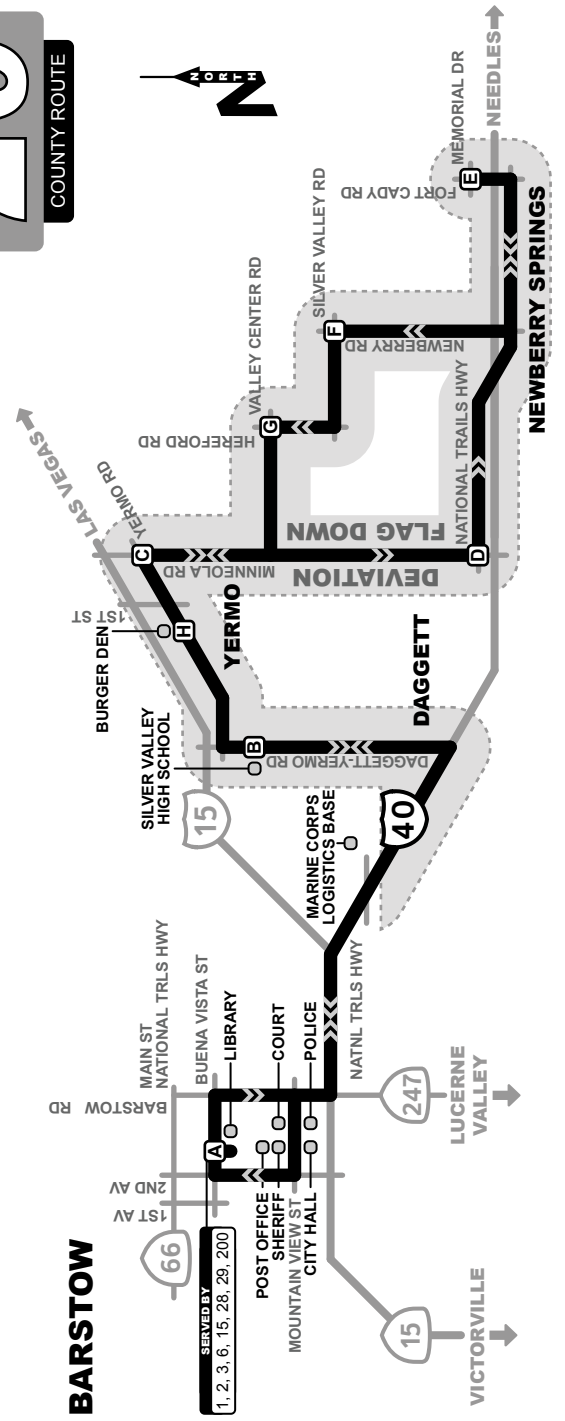 COUNTY ROUTE
NORTH
N
BARSTOW
66
1ST AV
2ND AV
BARSTOW RD
MAIN ST
NATIONAL TRLS HWY
BUENA VISTA ST
A
LIBRARY
SERVED BY
1, 2, 3, 6, 15, 28, 29, 200
POST OFFICE
SHERIFF
COURT
MOUNTAIN VIEW ST
CITY HALL
POLICE
NATNL TRLS HWY
15
VICTORVILLE
247
LUCERNE
VALLEY
15
LAS VEGAS
MARINE CORPS
LOGISTICS BASE
40
SILVER VALLEY
HIGH SCHOOL
B
DAGGETT-YERMO RD
DAGGETT
BURGER DEN
1ST ST
H
YERMO
YERMO RD
C
MINNEOLA RD
DEVIATION
FLAG DOWN
D
NATIONAL TRAILS HWY
HEREFORD RD
VALLEY CENTER RD
G
SILVER VALLEY RD
F
NEWBERRY RD
FORT CADY RD
MEMORIAL DR
E
NEEDLES
NEWBERRY SPRINGS